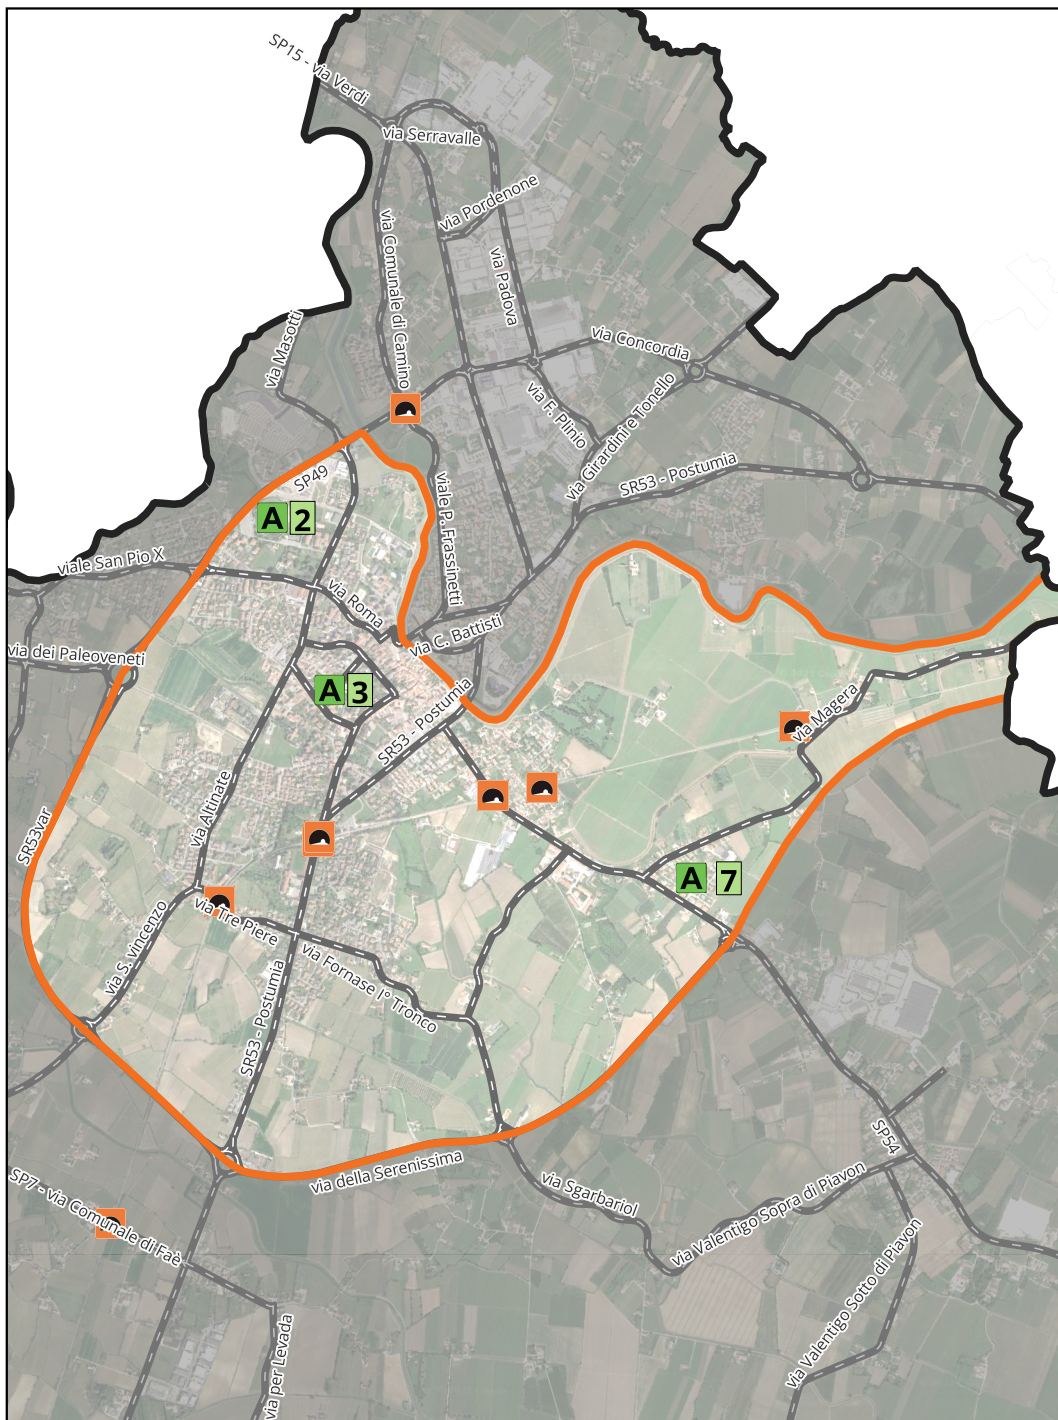 SP15 - via Verdi
via Serravalle
via Pordenone
via Comunale di Camino
via Padova
via Masotti
via Concordia
via F. Plinio
via Girardini e Tonello
SR53 - Postumia
SP49
viale P. Frassinetti
A 2
viale San Pio X
via Roma
via C. Battisti
via dei Paleoveneti
A 3
SR53 - Postumia
via Magera
via Altinate
SR53var
A 7
via Tre Piere
via S. vincenzo
via Fornase I° Tronco
SR53 - Postumia
SP54
via della Serenissima
via Sgarbariol
via Valentigo Sopra di Piavon
SP7 - via Comunale di Faè
via Valentigo Sotto di Piavon
via per Levada